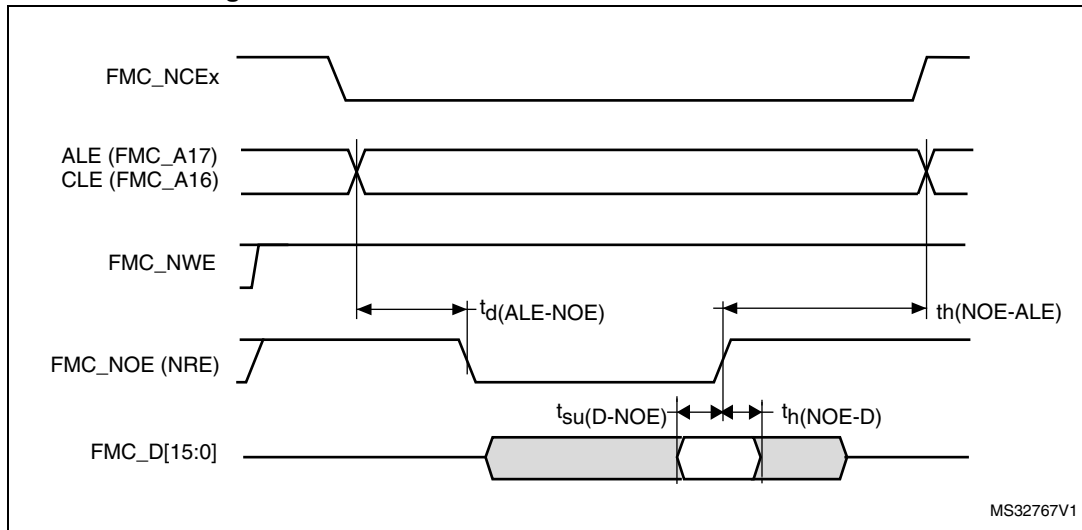 FMC_NCEx
ALE (FMC_A17)
CLE (FMC_A16)
FMC_NWE
td(ALE-NOE)
th(NOE-ALE)
FMC_NOE (NRE)
tsu(D-NOE)
th(NOE-D)
FMC_D[15:0]
MS32767V1